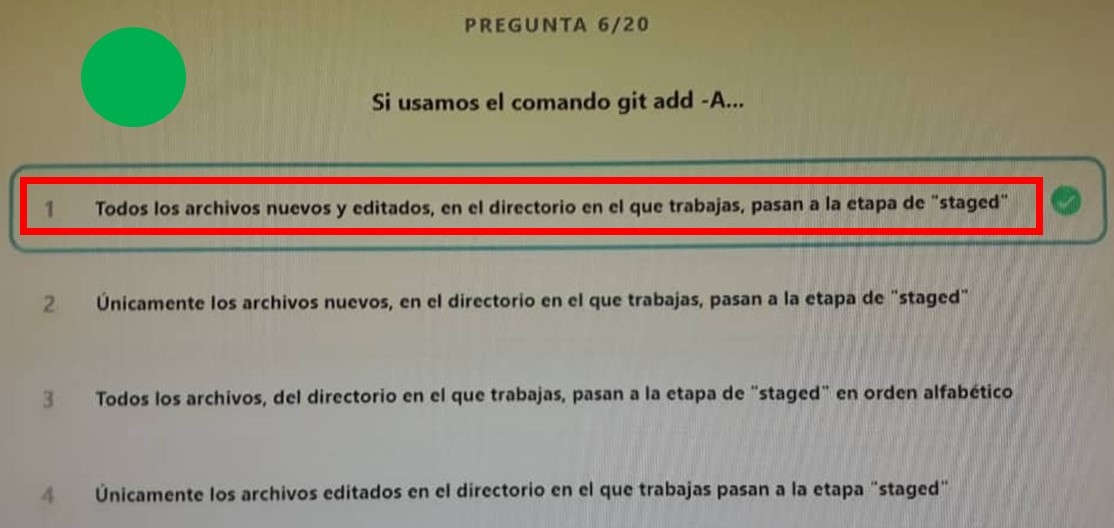 PREGUNTA 6/20
Si usamos el comando git add -A...
1 Todos los archivos nuevos y editados, en el directorio en el que trabajas, pasan a la etapa de "staged"
2 Únicamente los archivos nuevos, en el directorio en el que trabajas, pasan a la etapa de "staged"
3 Todos los archivos, del directorio en el que trabajas, pasan a la etapa de "staged" en orden alfabético
4 Únicamente los archivos editados en el directorio en el que trabajas pasan a la etapa "staged"